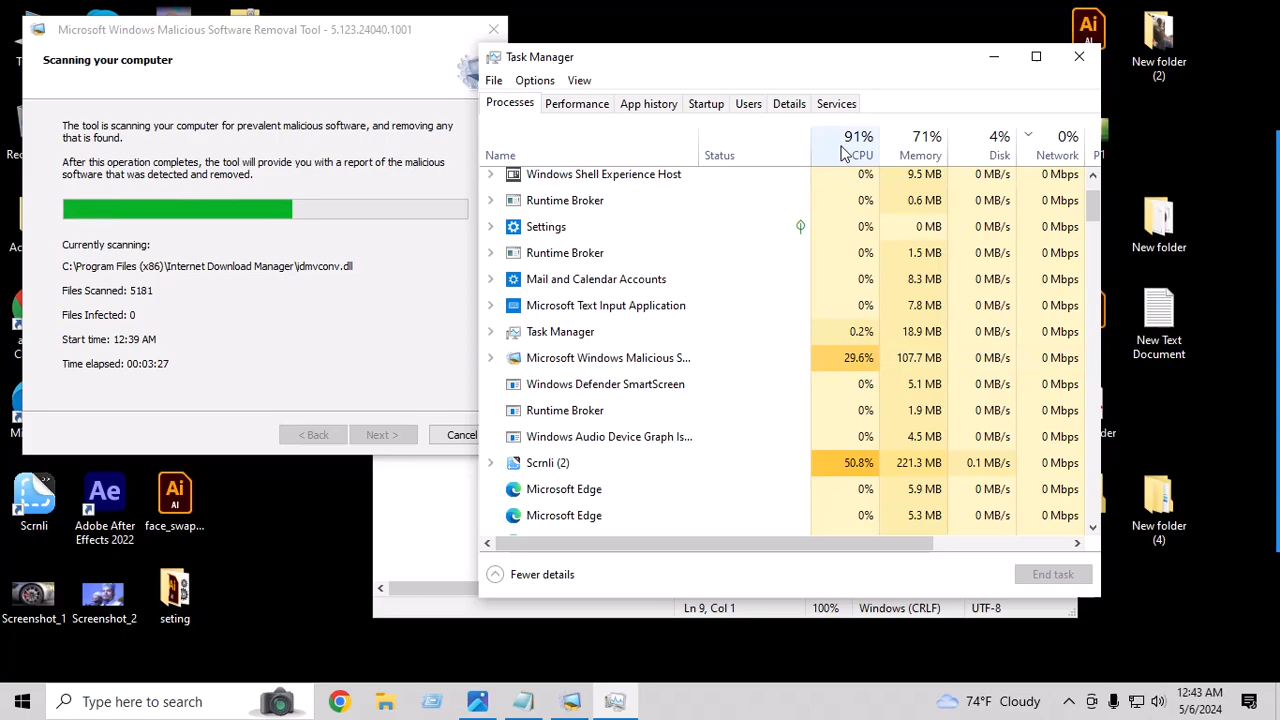 Microsoft Windows Malicious Software Removal Tool - 5.123.24040.1001
Scanning your computer
The tool is scanning your computer for prevalent malicious software, and removing any
that is found.
After this operation completes, the tool will provide you with a report of the malicious
software that was detected and removed.
Currently scanning:
C:\Program Files (x86)\Internet Download Manager\idmvconv.dll
Files Scanned: 5181
Files Infected: 0
Start time: 12:39 AM
Time elapsed: 00:03:27
< Back
Next >
Cancel
Task Manager
File Options View
Processes Performance App history Startup Users Details Services
91% 71% 4% 0%
Name Status CPU Memory Disk Network
Windows Shell Experience Host 0% 9.5 MB 0 MB/s 0 Mbps
Runtime Broker 0% 0.6 MB 0 MB/s 0 Mbps
Settings 0% 0 MB 0 MB/s 0 Mbps
Runtime Broker 0% 1.5 MB 0 MB/s 0 Mbps
Mail and Calendar Accounts 0% 8.3 MB 0 MB/s 0 Mbps
Microsoft Text Input Application 0% 7.8 MB 0 MB/s 0 Mbps
Task Manager 0.2% 18.9 MB 0 MB/s 0 Mbps
Microsoft Windows Malicious S... 29.6% 107.7 MB 0 MB/s 0 Mbps
Windows Defender SmartScreen 0% 5.1 MB 0 MB/s 0 Mbps
Runtime Broker 0% 1.9 MB 0 MB/s 0 Mbps
Windows Audio Device Graph Is... 0% 4.5 MB 0 MB/s 0 Mbps
Scrnli (2) 50.8% 221.3 MB 0.1 MB/s 0 Mbps
Microsoft Edge 0% 5.9 MB 0 MB/s 0 Mbps
Microsoft Edge 0% 5.3 MB 0 MB/s 0 Mbps
Fewer details
End task
Ln 9, Col 1 100% Windows (CRLF) UTF-8
Ai
New folder
(2)
New folder
New Text
Document
New folder
(4)
Scrnli
Ae
Adobe After
Effects 2022
Ai
AI
face_swap...
Screenshot_1
Screenshot_2
seting
Type here to search
74°F Cloudy
12:43 AM
5/6/2024